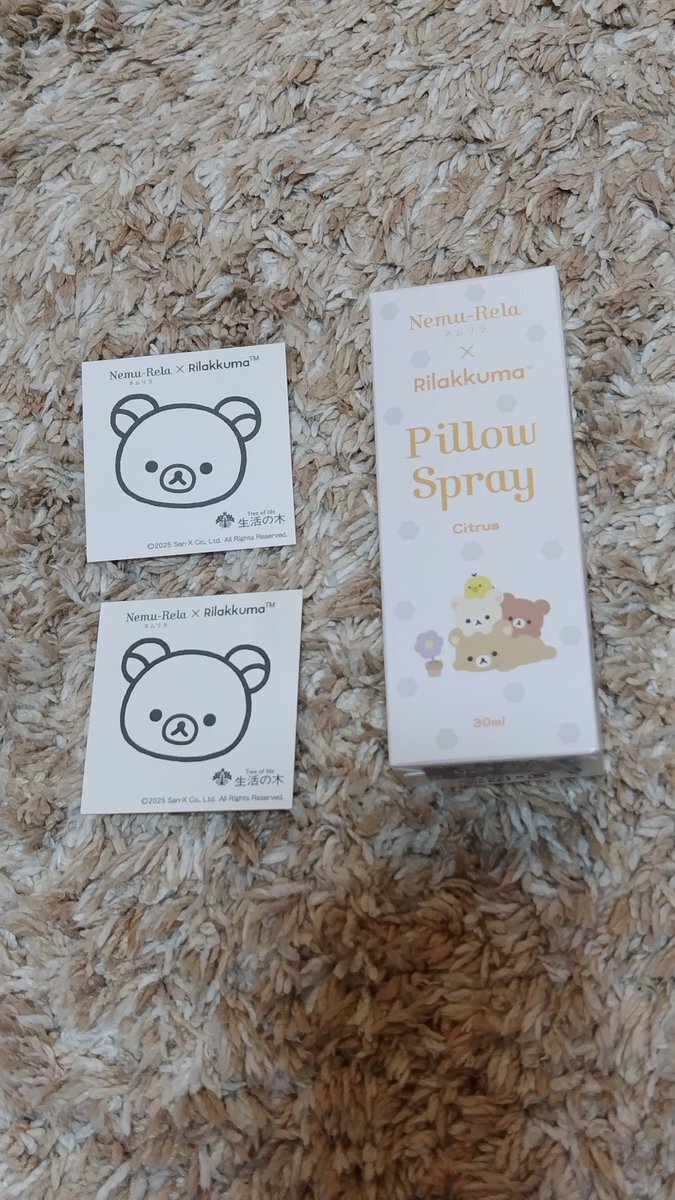 Nemu-Rela × Rilakkuma™
ネムリラ
Tree of life
生活の木
©2025 San-X Co., Ltd. All Rights Reserved.
Nemu-Rela × Rilakkuma™
ネムリラ
Tree of life
生活の木
©2025 San-X Co., Ltd. All Rights Reserved.
Nemu-Rela
ネムリラ
×
Rilakkuma™
Pillow
Spray
Citrus
30ml